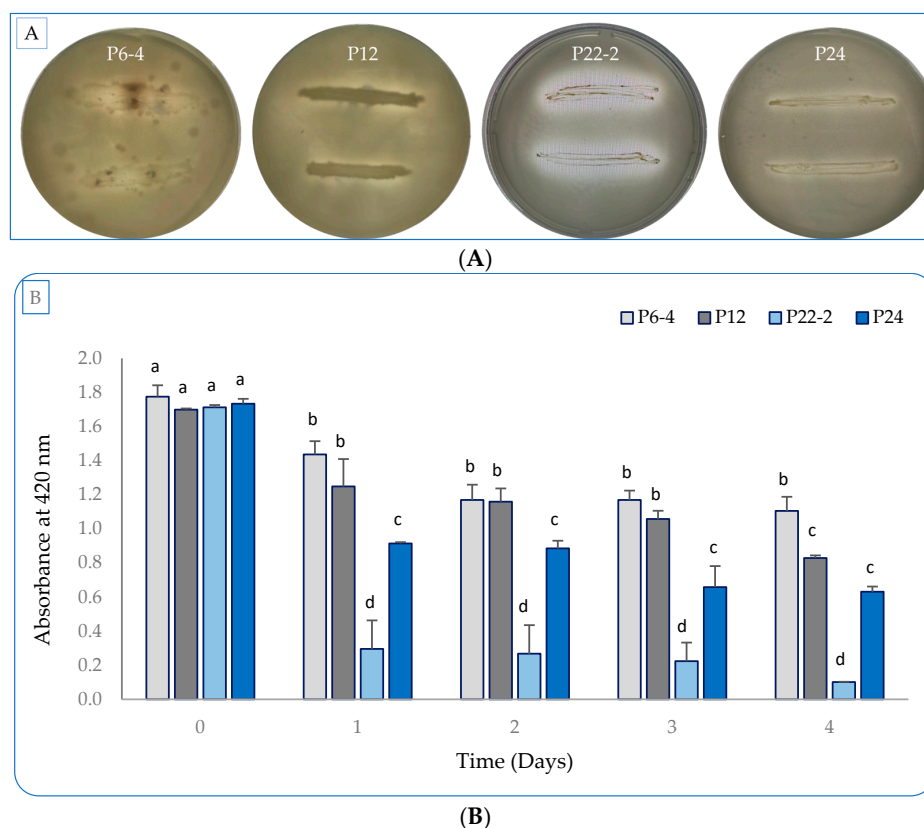 A
P6-4 P12 P22-2 P24
(A)
B
P6-4 P12 P22-2 P24
2.0
1.8
1.6
1.4
1.2
1.0
0.8
0.6
0.4
0.2
0.0
Absorbance at 420 nm
a a a a
b b d c
b b d c
b b d c
b c d c
0 1 2 3 4
Time (Days)
(B)